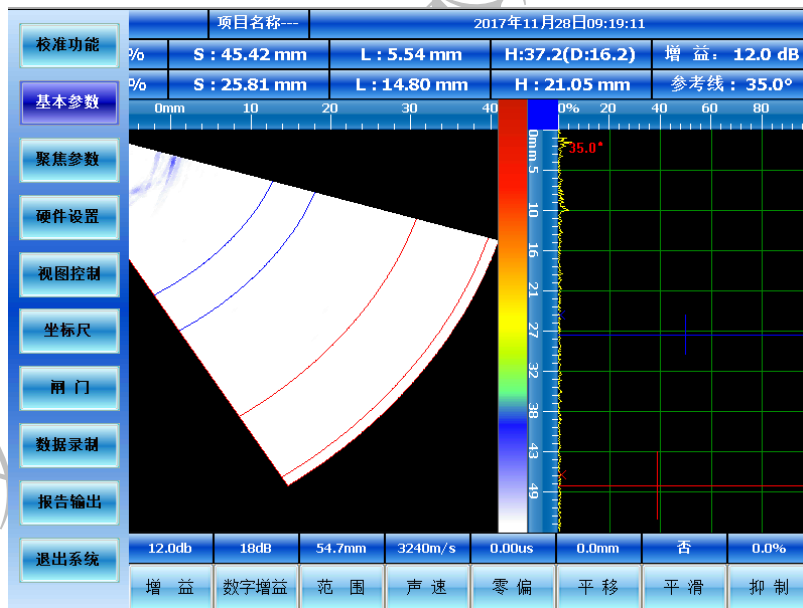 项目名称--- 2017年11月28日09:19:11
% S : 45.42 mm L : 5.54 mm H:37.2(D:16.2) 增 益: 12.0 dB
% S : 25.81 mm L : 14.80 mm H : 21.05 mm 参考线 : 35.0°
校准功能
基本参数
聚焦参数
硬件设置
视图控制
坐标尺
闸 门
数据录制
报告输出
退出系统
0mm 10 20 30 40
0% 20 40 60 80
35.0°
0mm 5 10 16 21 27 32 38 43 49
12.0db 18dB 54.7mm 3240m/s 0.00us 0.0mm 否 0.0%
增 益 数字增益 范 围 声 速 零 偏 平 移 平 滑 抑 制